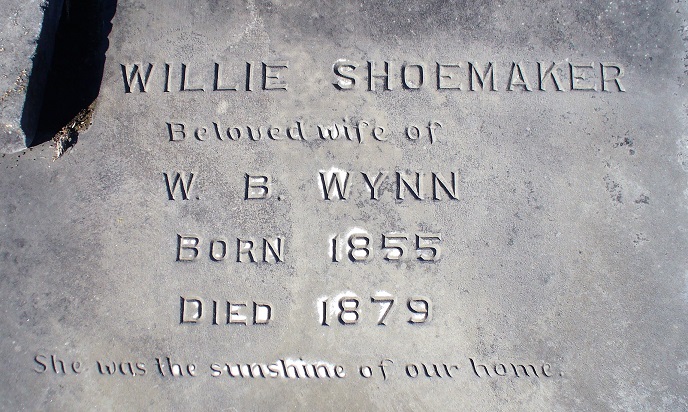 WILLIE SHOEMAKER
Beloved wife of
W. B. WYNN
BORN 1855
DIED 1879
She was the sunshine of our home.